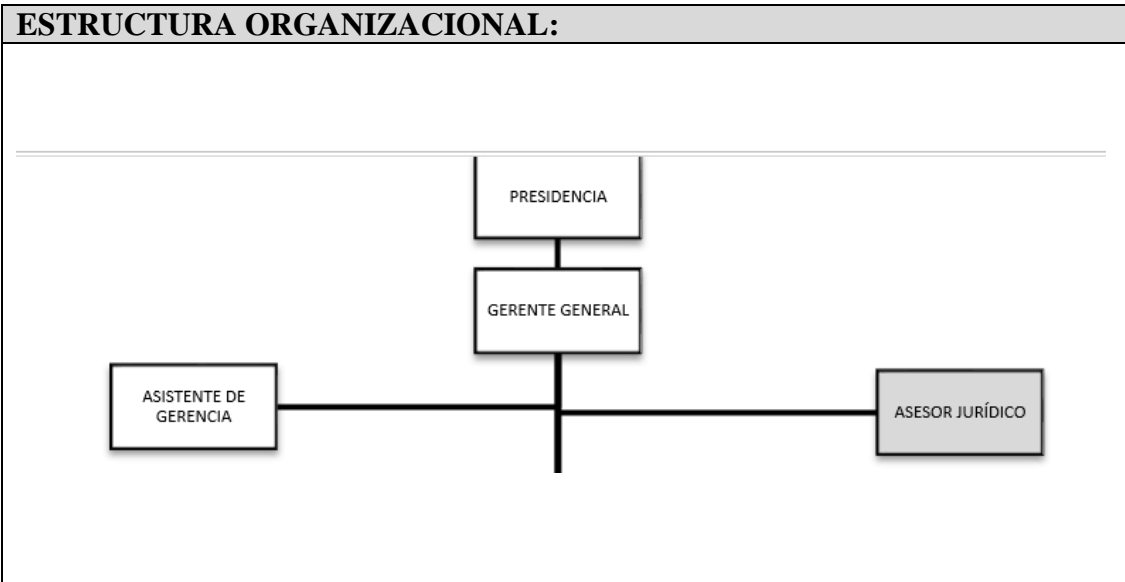 ESTRUCTURA ORGANIZACIONAL:
PRESIDENCIA
GERENTE GENERAL
ASISTENTE DE
GERENCIA
ASESOR JURÍDICO